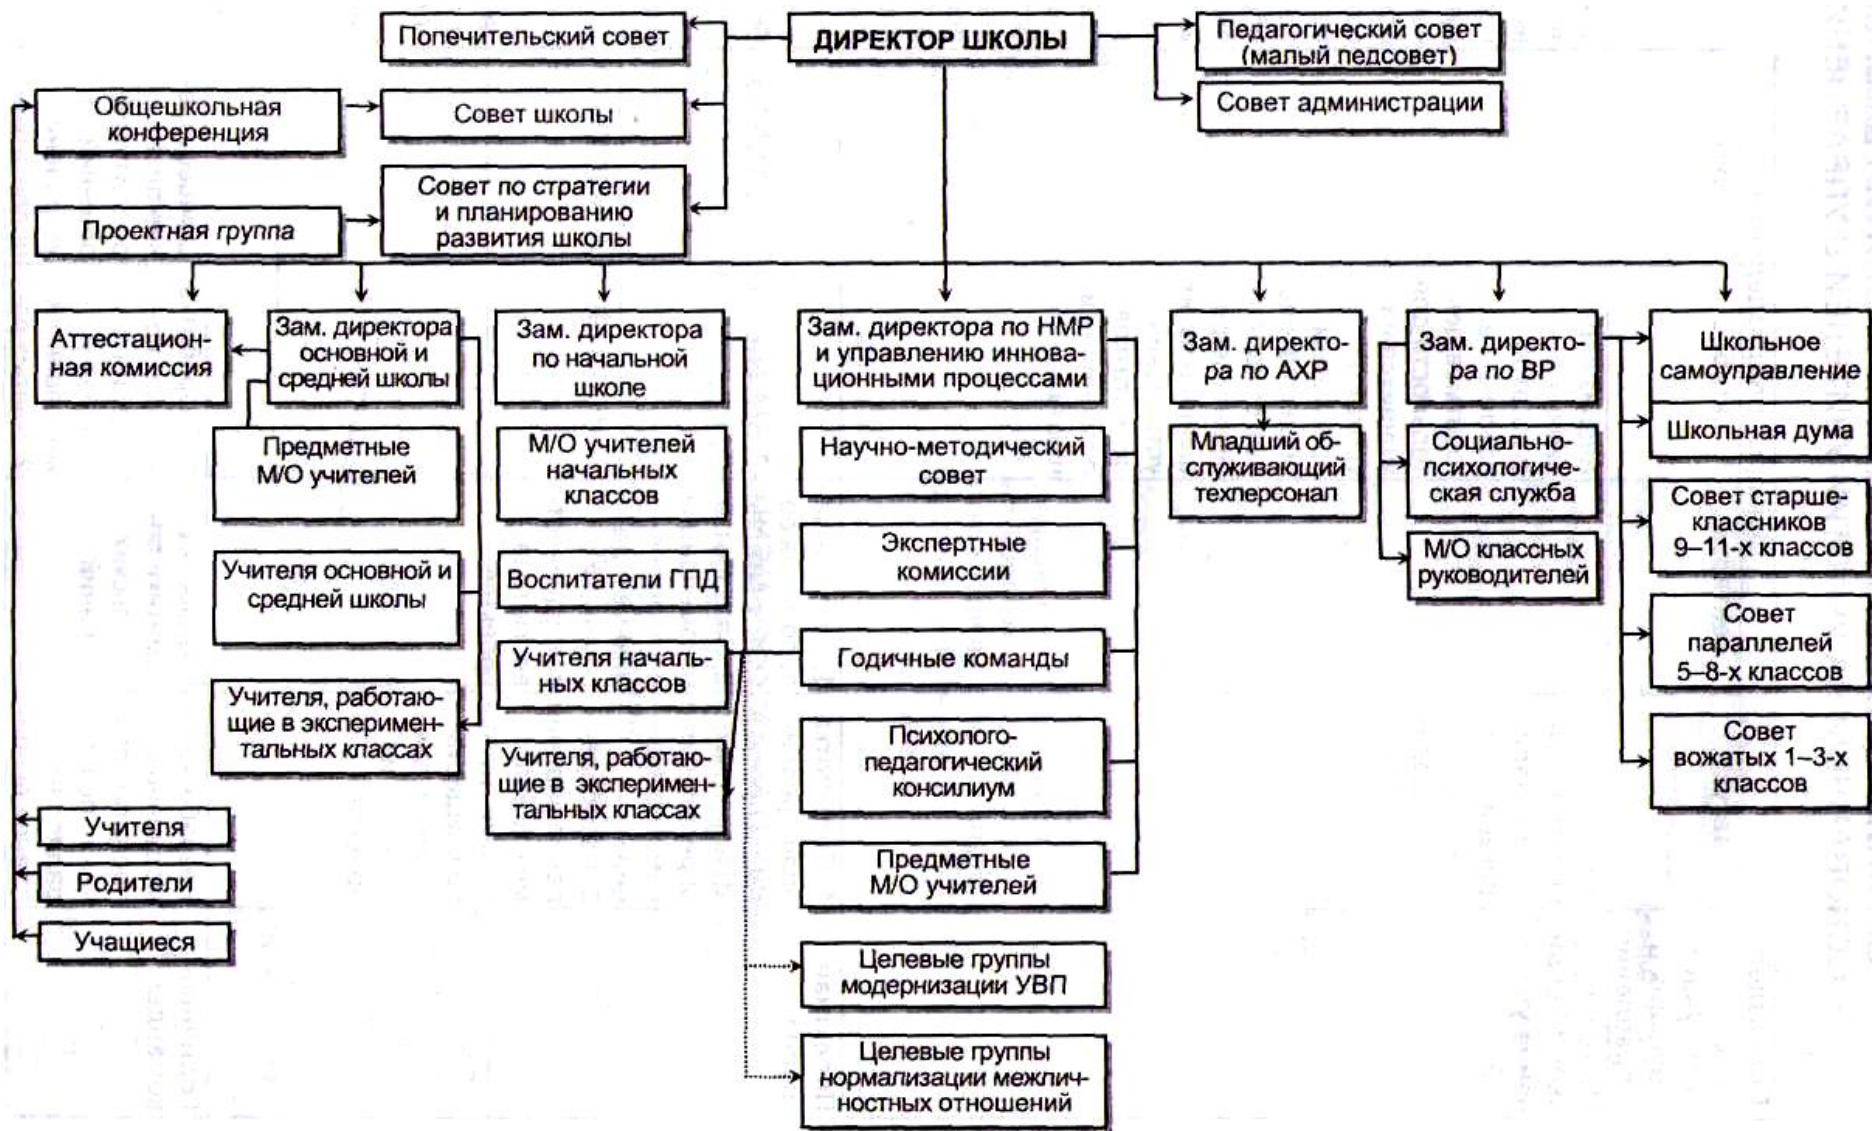 Попечительский совет
ДИРЕКТОР ШКОЛЫ
Педагогический совет
(малый педсовет)
Общешкольная
конференция
Совет школы
Совет администрации
Проектная группа
Совет по стратегии
и планированию
развития школы
Аттестацион-
ная комиссия
Зам. директора
основной и
средней школы
Предметные
М/О учителей
Учителя основной и
средней школы
Учителя, работаю-
щие в эксперимен-
тальных классах
Зам. директора
по начальной
школе
М/О учителей
начальных
классов
Воспитатели ГПД
Учителя началь-
ных классов
Учителя, работаю-
щие в эксперимен-
тальных классах
Зам. директора по НМР
и управлению иннова-
ционными процессами
Научно-методический
совет
Экспертные
комиссии
Годичные команды
Психолого-
педагогический
консилиум
Предметные
М/О учителей
Целевые группы
модернизации УВП
Целевые группы
нормализации межлич-
ностных отношений
Зам. директо-
ра по АХР
Младший об-
служивающий
техперсонал
Зам. директо-
ра по ВР
Социально-
психологиче-
ская служба
М/О классных
руководителей
Школьное
самоуправление
Школьная дума
Совет старше-
классников
9–11-х классов
Совет
параллелей
5–8-х классов
Совет
вожатых 1–3-х
классов
Учителя
Родители
Учащиеся